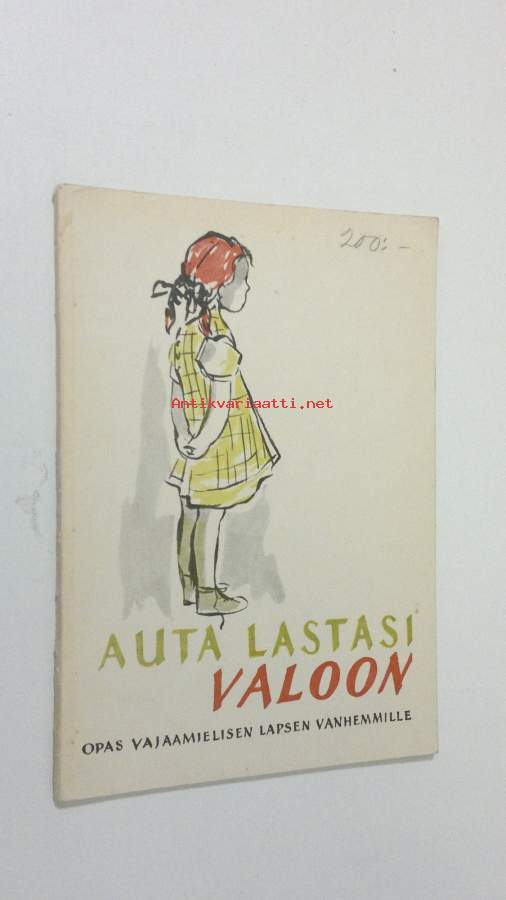 200:-
Antikvariaatti.net
AUTA LASTASI
VALOON
OPAS VAJAAMIELISEN LAPSEN VANHEMMILLE